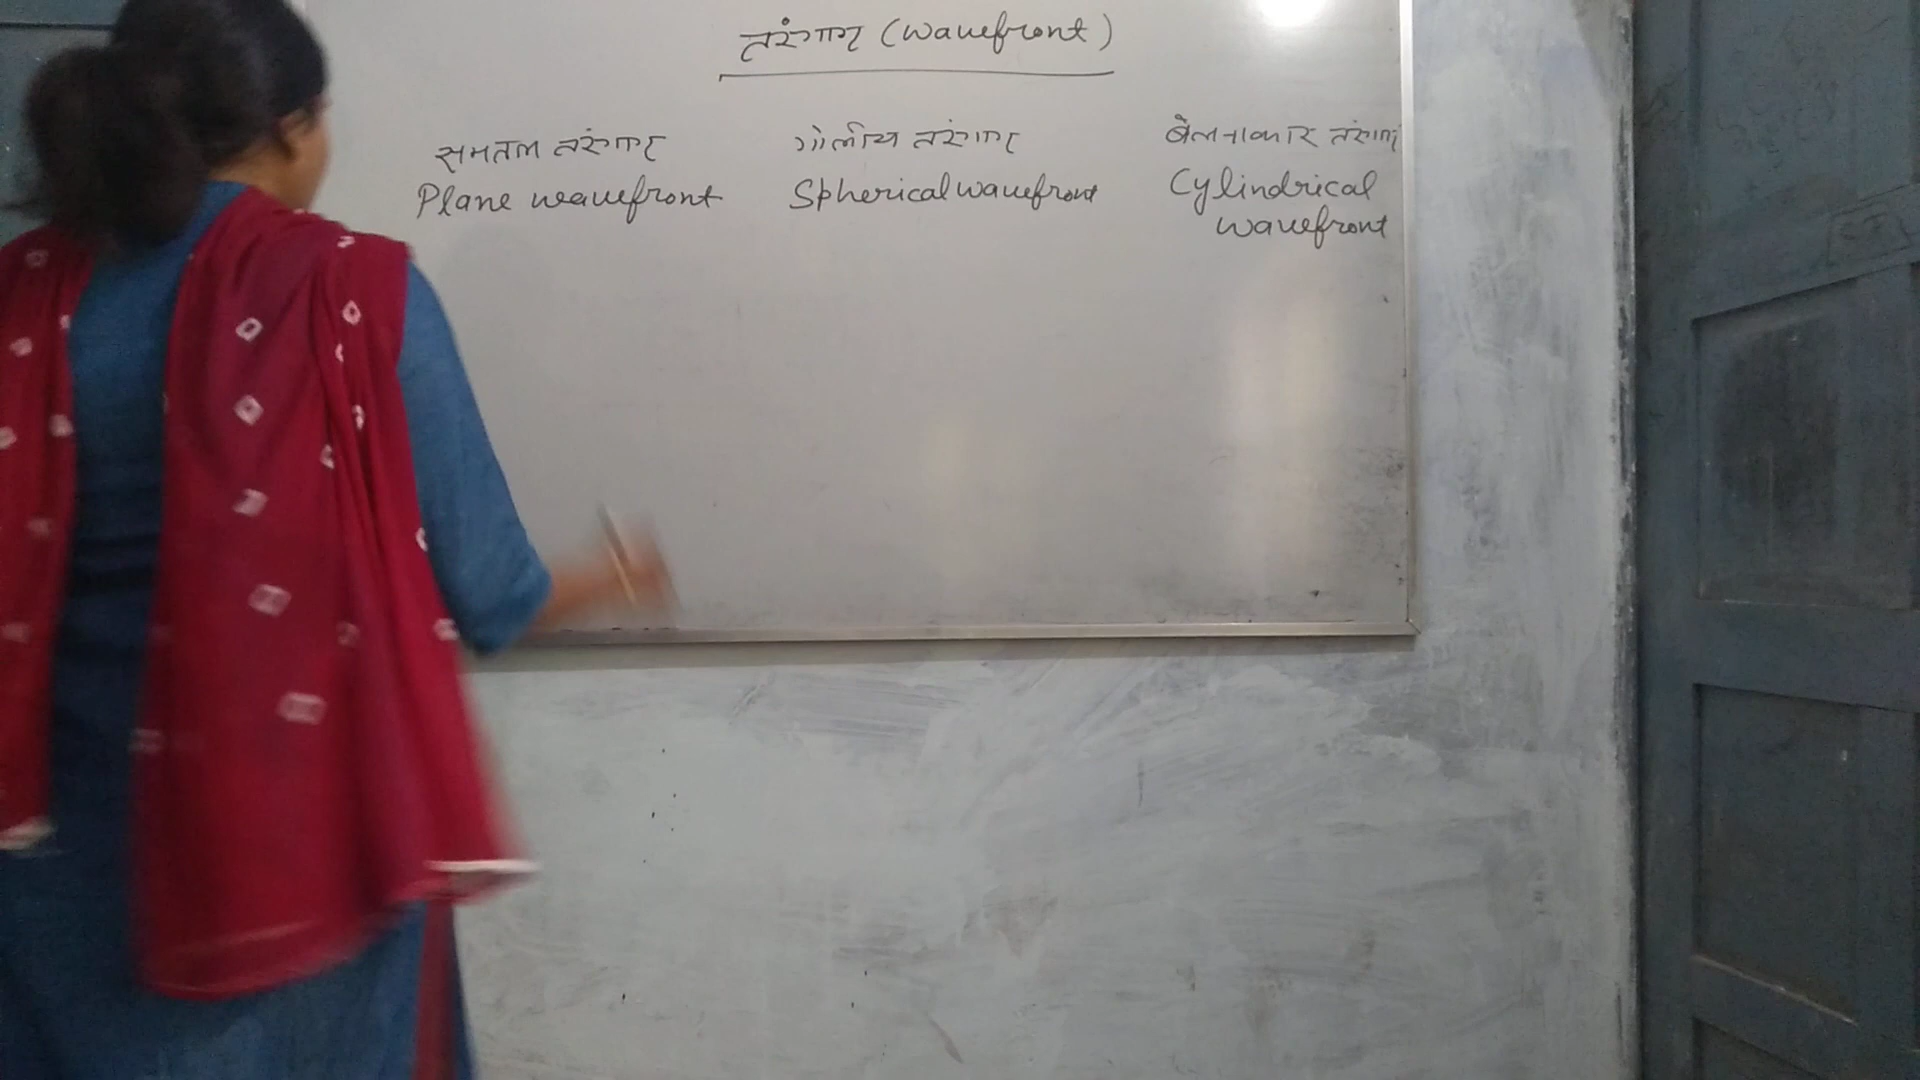 तरंगाग्र (wavefront)
समतल तरंगाग्र गोलीय तरंगाग्र बेलनाकार तरंगाग्र
Plane wavefront Spherical wavefront Cylindrical
wavefront